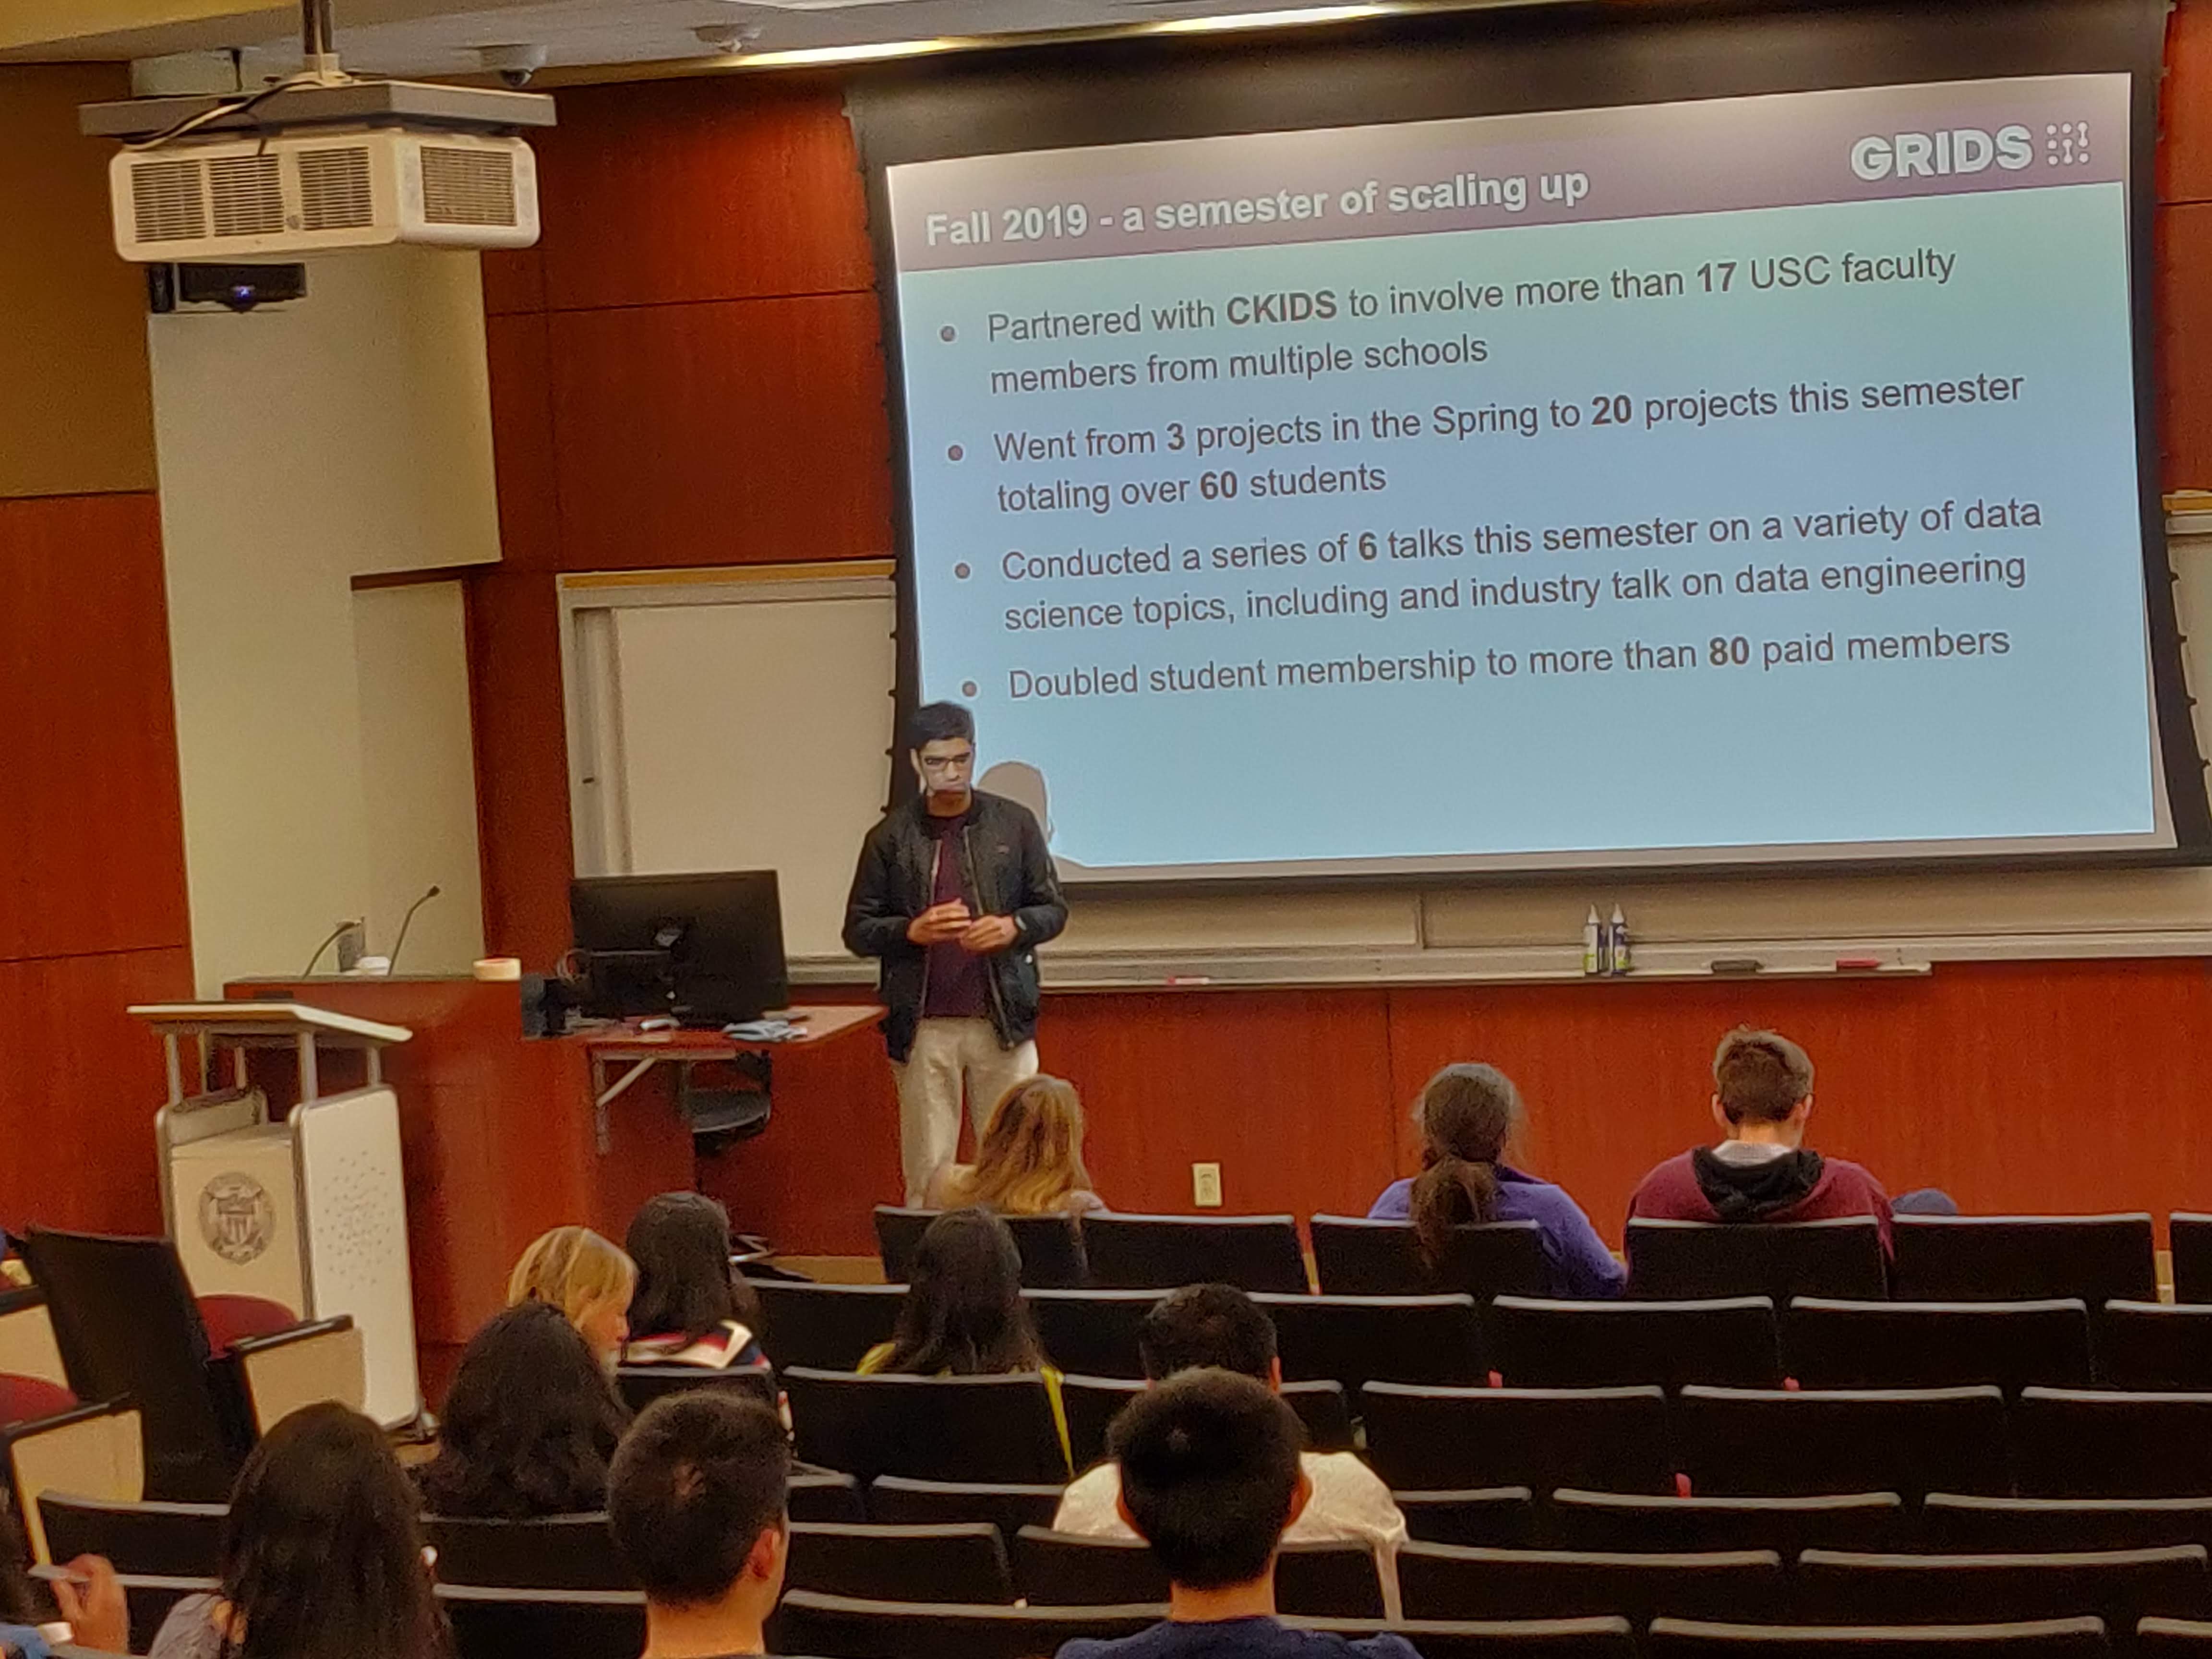 GRIDS
Fall 2019 - a semester of scaling up
Partnered with CKIDS to involve more than 17 USC faculty
members from multiple schools
Went from 3 projects in the Spring to 20 projects this semester
totaling over 60 students
Conducted a series of 6 talks this semester on a variety of data
science topics, including and industry talk on data engineering
Doubled student membership to more than 80 paid members